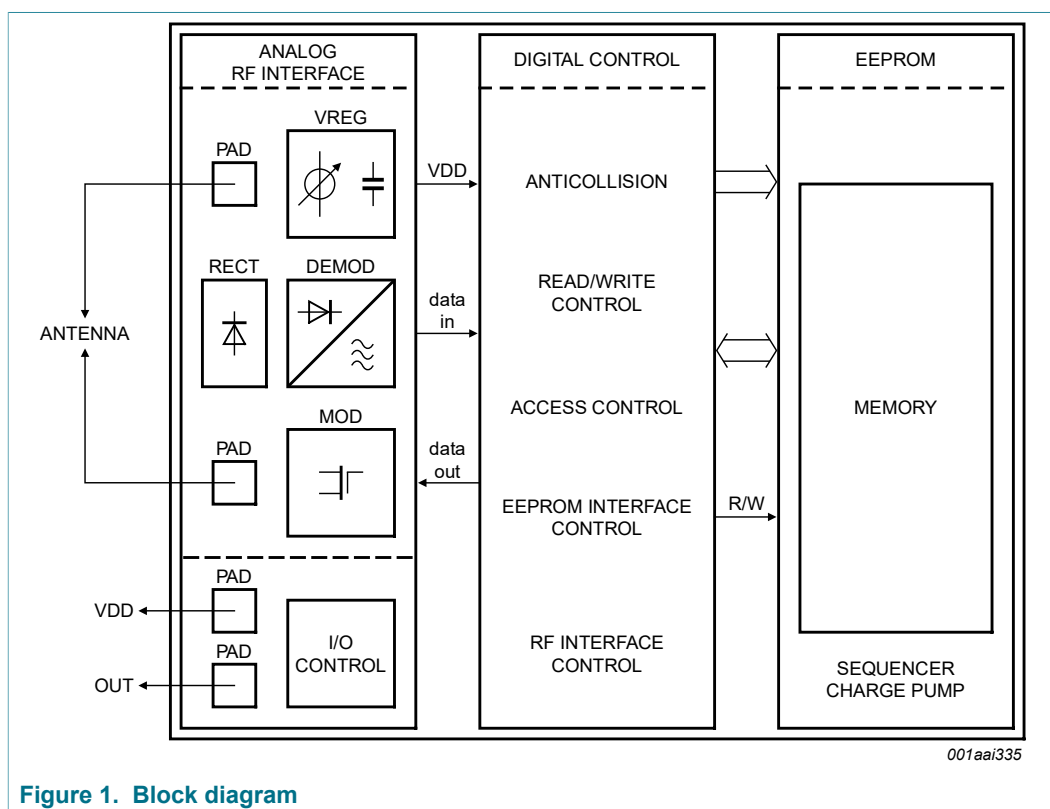 ANALOG
RF INTERFACE
VREG
PAD
VDD
RECT
DEMOD
data
in
ANTENNA
MOD
PAD
data
out
PAD
VDD
I/O
CONTROL
PAD
OUT
DIGITAL CONTROL
ANTICOLLISION
READ/WRITE
CONTROL
ACCESS CONTROL
EEPROM INTERFACE
CONTROL
R/W
RF INTERFACE
CONTROL
EEPROM
MEMORY
SEQUENCER
CHARGE PUMP
001aai335
Figure 1. Block diagram